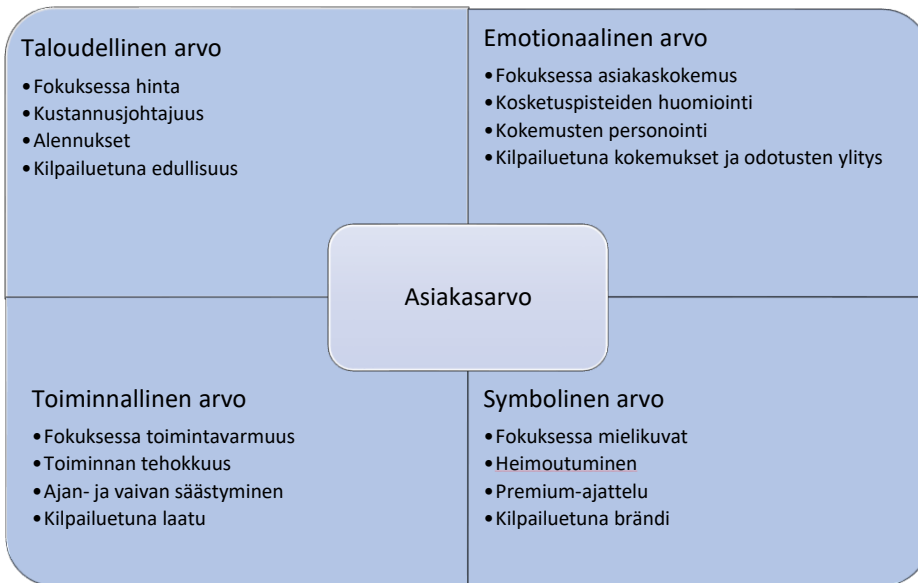 Taloudellinen arvo
•Fokuksessa hinta
•Kustannusjohtajuus
•Alennukset
•Kilpailuetuna edullisuus
Emotionaalinen arvo
•Fokuksessa asiakaskokemus
•Kosketuspisteiden huomiointi
•Kokemusten personointi
•Kilpailuetuna kokemukset ja odotusten ylitys
Asiakasarvo
Toiminnallinen arvo
•Fokuksessa toimintavarmuus
•Toiminnan tehokkuus
•Ajan- ja vaivan säästyminen
•Kilpailuetuna laatu
Symbolinen arvo
•Fokuksessa mielikuvat
•Heimoutuminen
•Premium-ajattelu
•Kilpailuetuna brändi